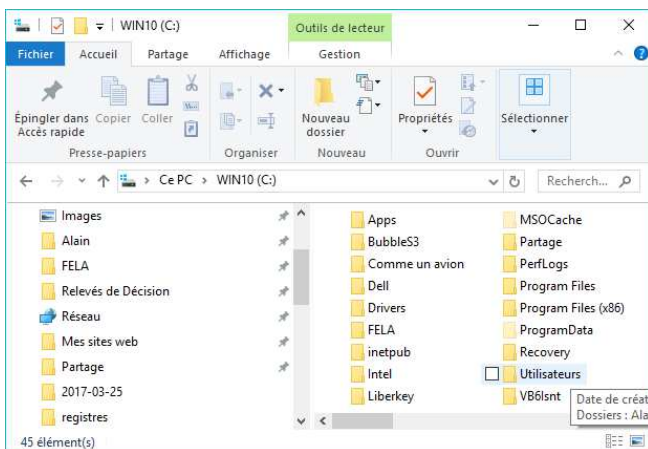 WIN10 (C:)
Outils de lecteur
Fichier Accueil Partage Affichage Gestion
Épingler dans Accès rapide
Copier
Coller
Nouveau dossier
Propriétés
Sélectionner
Presse-papiers Organiser Nouveau Ouvrir
Ce PC > WIN10 (C:)
Recherch...
Images
Alain
FELA
Relevés de Décision
Réseau
Mes sites web
Partage
2017-03-25
registres
Apps
BubbleS3
Comme un avion
Dell
Drivers
FELA
inetpub
Intel
Liberkey
MSOCache
Partage
PerfLogs
Program Files
Program Files (x86)
ProgramData
Recovery
Utilisateurs
Date de créat
Dossiers : Ala
45 élément(s)